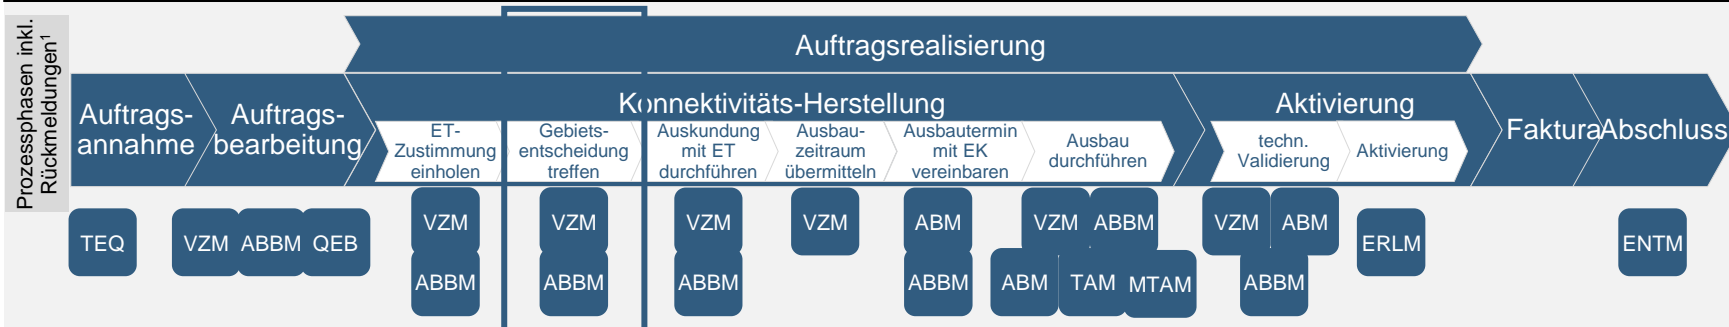 Prozessphasen inkl.
Rückmeldungen1
Auftragsrealisierung
Auftrags-
annahme
Auftrags-
bearbeitung
Konnektivitäts-Herstellung
ET-
Zustimmung
einholen
Gebiets-
entscheidung
treffen
Auskundung
mit ET
durchführen
Ausbau-
zeitraum
übermitteln
Ausbautermin
mit EK
vereinbaren
Ausbau
durchführen
Aktivierung
techn.
Validierung
Aktivierung
Faktura
Abschluss
TEQ
VZM
ABBM
QEB
VZM
ABBM
VZM
ABBM
VZM
ABBM
VZM
ABM
ABBM
VZM
ABBM
ABM
TAM
MTAM
VZM
ABM
ABBM
ERLM
ENTM